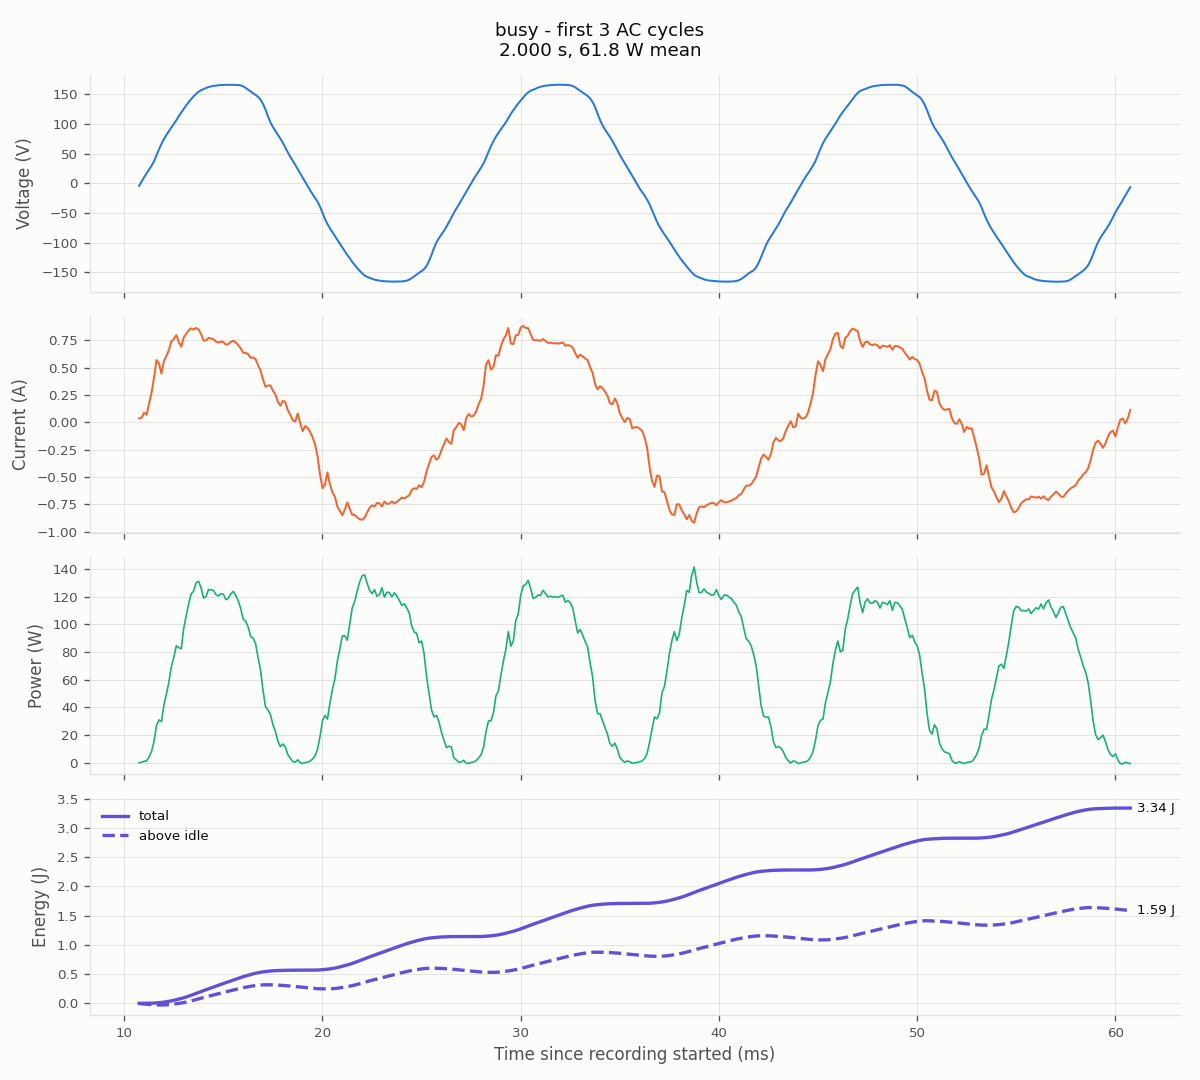 busy - first 3 AC cycles
2.000 s, 61.8 W mean
Voltage (V)
150
100
50
0
−50
−100
−150
Current (A)
0.75
0.50
0.25
0.00
−0.25
−0.50
−0.75
−1.00
Power (W)
140
120
100
80
60
40
20
0
Energy (J)
3.5
3.0
2.5
2.0
1.5
1.0
0.5
0.0
total
above idle
3.34 J
1.59 J
10 20 30 40 50 60
Time since recording started (ms)